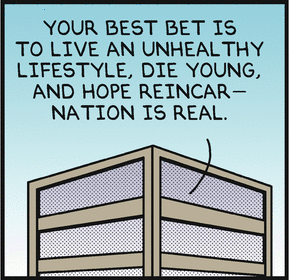 YOUR BEST BET IS
TO LIVE AN UNHEALTHY
LIFESTYLE, DIE YOUNG,
AND HOPE REINCAR-
NATION IS REAL.